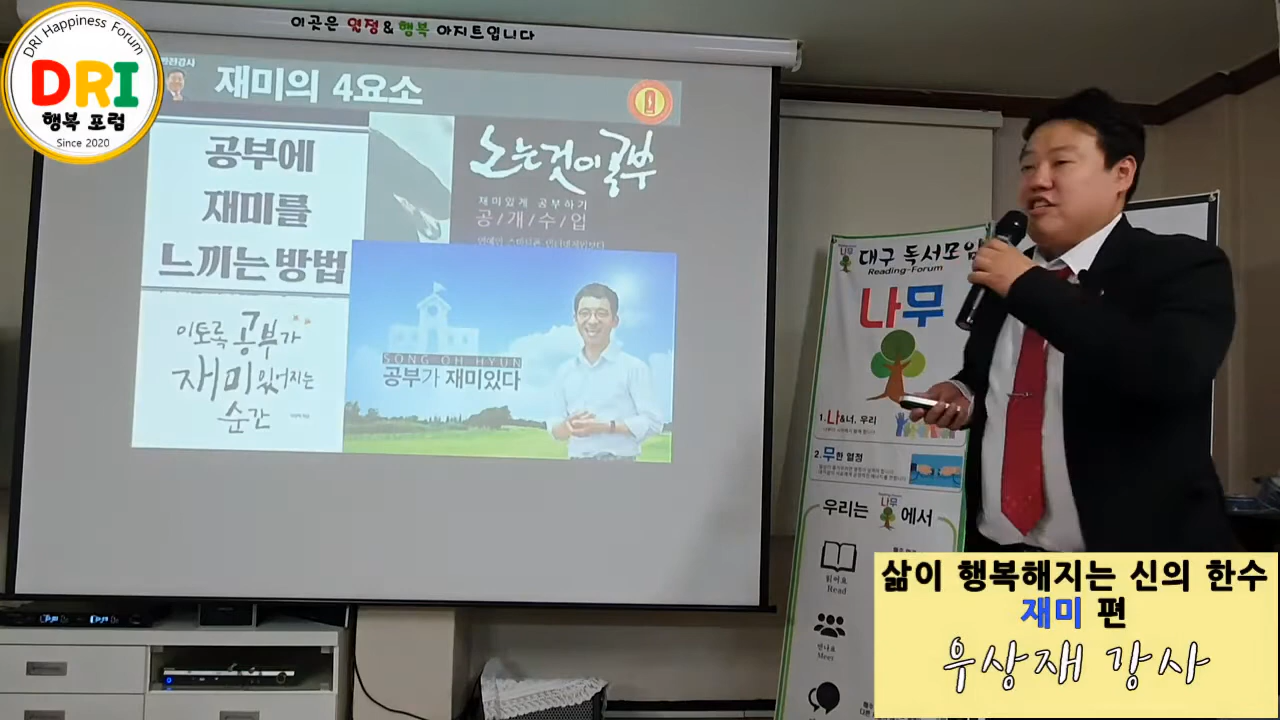 이곳은 열정&행복 아지트입니다
DRI Happiness Forum
DRI
행복 포럼
Since 2020
재미의 4요소
공부에
재미를
느끼는 방법
노는것이 공부
재미있게 공부하기
공/개/수/업
이토록 공부가
재미있어지는
순간
SONG OH HYUN
공부가 재미있다
대구 독서모임
Reading-Forum
나무
1.나&너, 우리
2.무한 열정
우리는 나무 에서
읽어요
Read
만나요
Meet
삶이 행복해지는 신의 한수
재미 편
우상재 강사